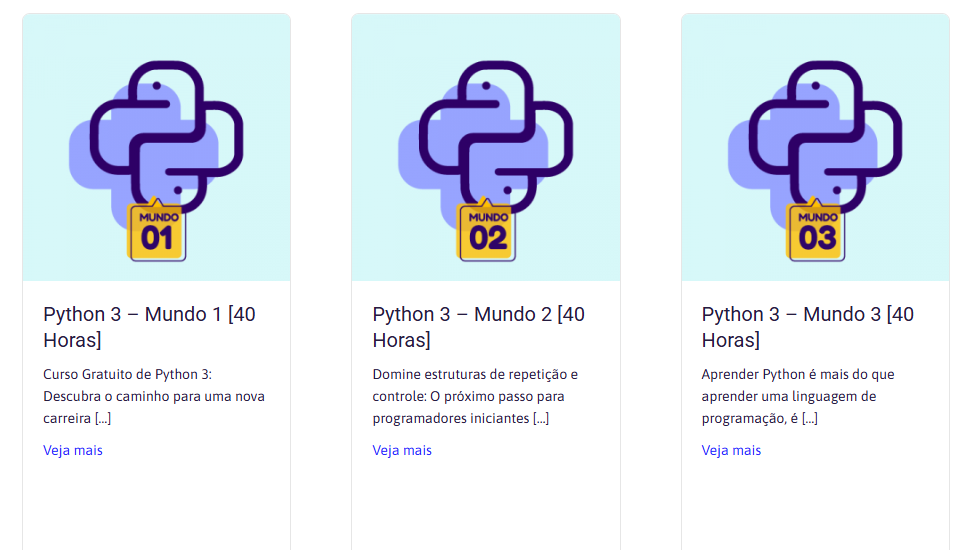 MUNDO
01
Python 3 – Mundo 1 [40
Horas]
Curso Gratuito de Python 3:
Descubra o caminho para uma nova
carreira [...]
Veja mais
MUNDO
02
Python 3 – Mundo 2 [40
Horas]
Domine estruturas de repetição e
controle: O próximo passo para
programadores iniciantes [...]
Veja mais
MUNDO
03
Python 3 – Mundo 3 [40
Horas]
Aprender Python é mais do que
aprender uma linguagem de
programação, é [...]
Veja mais